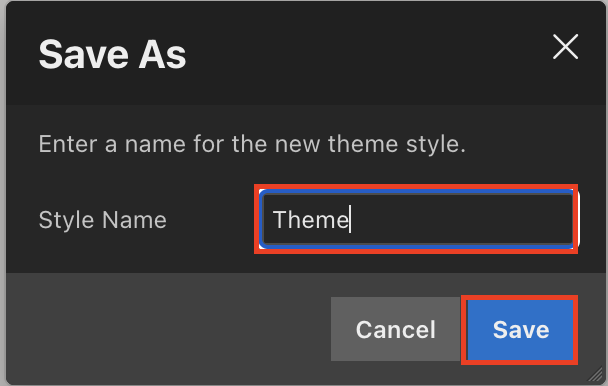 Save As
Enter a name for the new theme style.
Style Name
Theme
Cancel
Save